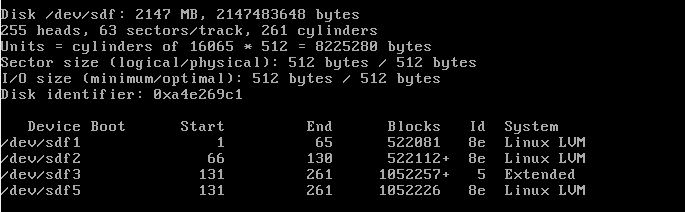 Disk /dev/sdf: 2147 MB, 2147483648 bytes
255 heads, 63 sectors/track, 261 cylinders
Units = cylinders of 16065 * 512 = 8225280 bytes
Sector size (logical/physical): 512 bytes / 512 bytes
I/O size (minimum/optimal): 512 bytes / 512 bytes
Disk identifier: 0xa4e269c1
Device Boot Start End Blocks Id System
/dev/sdf1 1 65 522081 8e Linux LVM
/dev/sdf2 66 130 522112+ 8e Linux LVM
/dev/sdf3 131 261 1052257+ 5 Extended
/dev/sdf5 131 261 1052226 8e Linux LVM